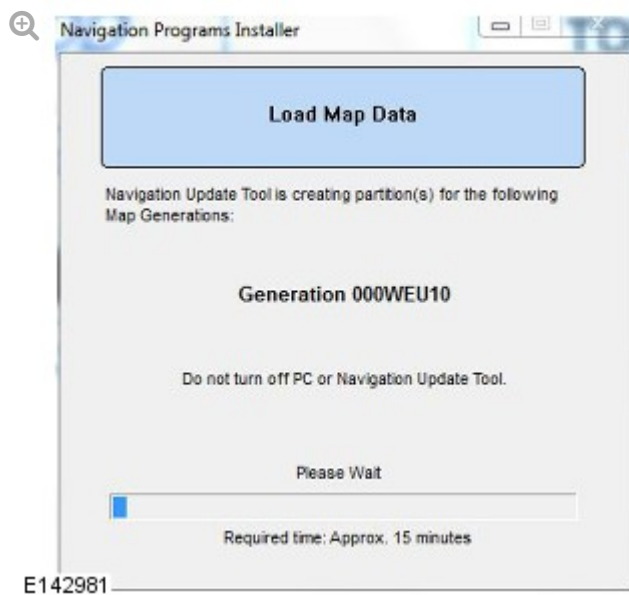 Navigation Programs Installer
TO
Load Map Data
Navigation Update Tool is creating partition(s) for the following
Map Generations:
Generation 000WEU10
Do not turn off PC or Navigation Update Tool.
Please Wait
Required time: Approx. 15 minutes
E142981